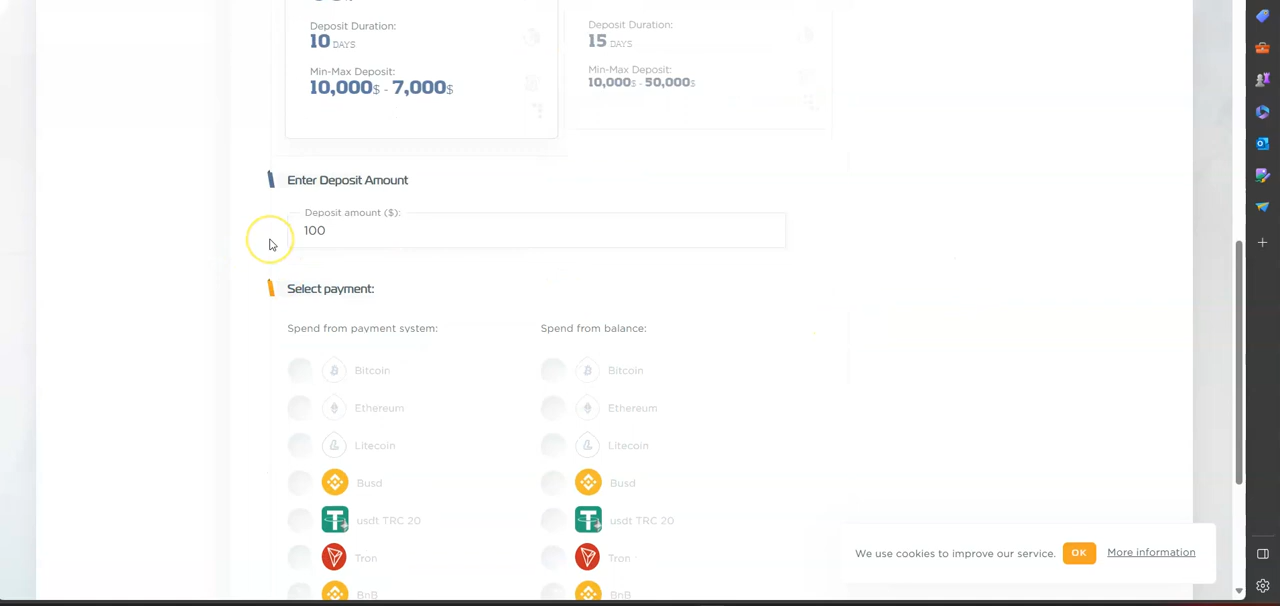 Deposit Duration:
10 DAYS
Min-Max Deposit:
10,000$ - 7,000$
Deposit Duration:
15 DAYS
Min-Max Deposit:
10,000$ - 50,000$
Enter Deposit Amount
Deposit amount ($):
100
Select payment:
Spend from payment system:
Bitcoin
Ethereum
Litecoin
Busd
usdt TRC 20
Tron
BnB
Spend from balance:
Bitcoin
Ethereum
Litecoin
Busd
usdt TRC 20
Tron
BnB
We use cookies to improve our service. OK More information